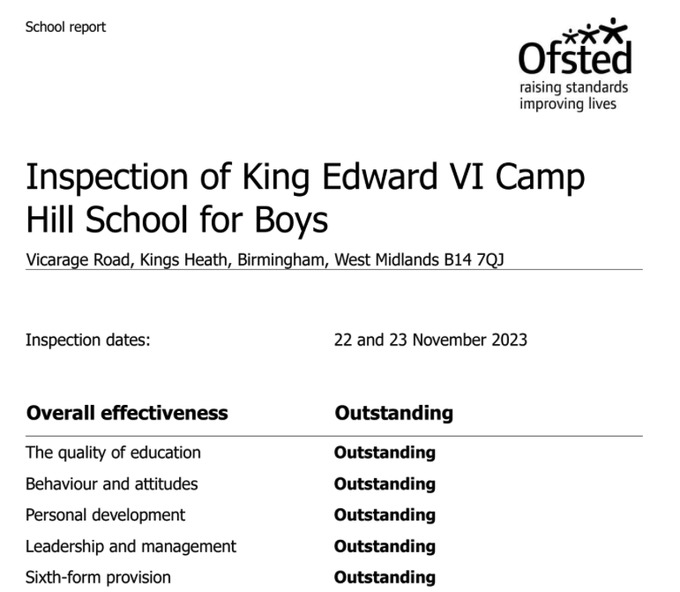 School report
Ofsted
raising standards
improving lives
Inspection of King Edward VI Camp
Hill School for Boys
Vicarage Road, Kings Heath, Birmingham, West Midlands B14 7QJ
Inspection dates: 22 and 23 November 2023
Overall effectiveness Outstanding
The quality of education Outstanding
Behaviour and attitudes Outstanding
Personal development Outstanding
Leadership and management Outstanding
Sixth-form provision Outstanding